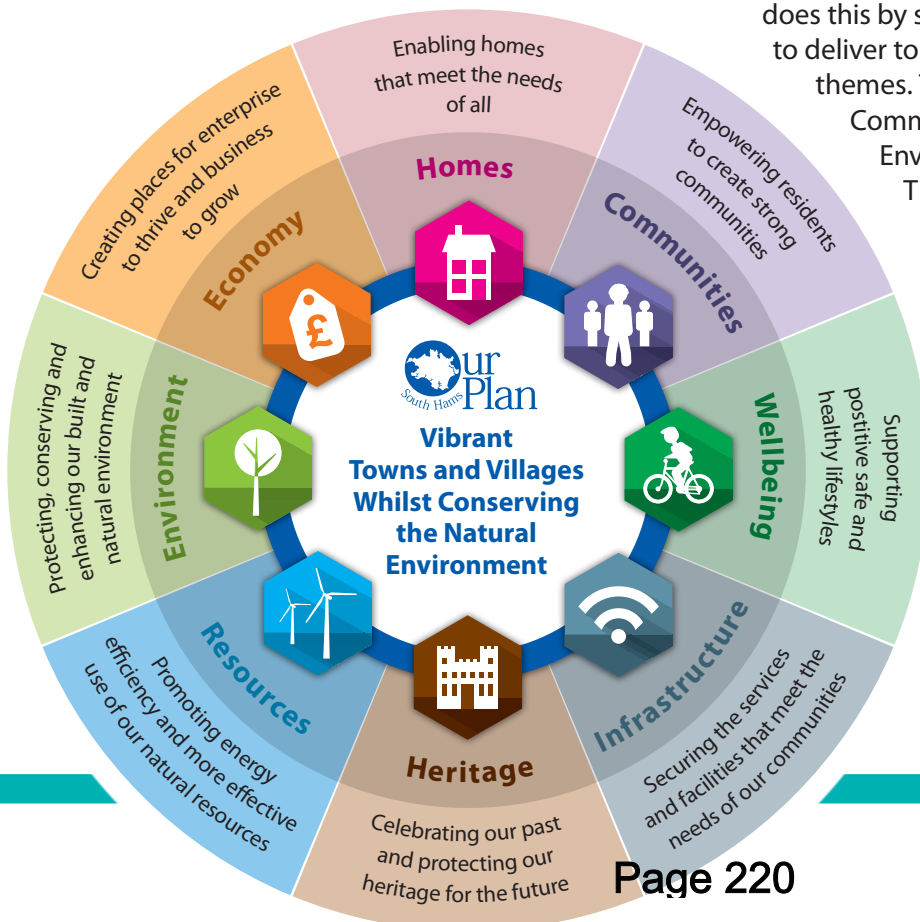 does this by s
to deliver to
themes. T
Comm
Env
T
Enabling homes
that meet the needs
of all
Homes
Empowering residents
to create strong
communities
Communities
Supporting
postitive safe and
healthy lifestyles
Wellbeing
Infrastructure
Securing the services
and facilities that meet the
needs of our communities
Heritage
Celebrating our past
and protecting our
heritage for the future
Resources
Promoting energy
efficiency and more effective
use of our natural resources
Environment
Protecting, conserving and
enhancing our built and
natural environment
Creating places for enterprise
to thrive and business
to grow
Economy
£
Our
Plan
South Hams
Vibrant
Towns and Villages
Whilst Conserving
the Natural
Environment
Page 220